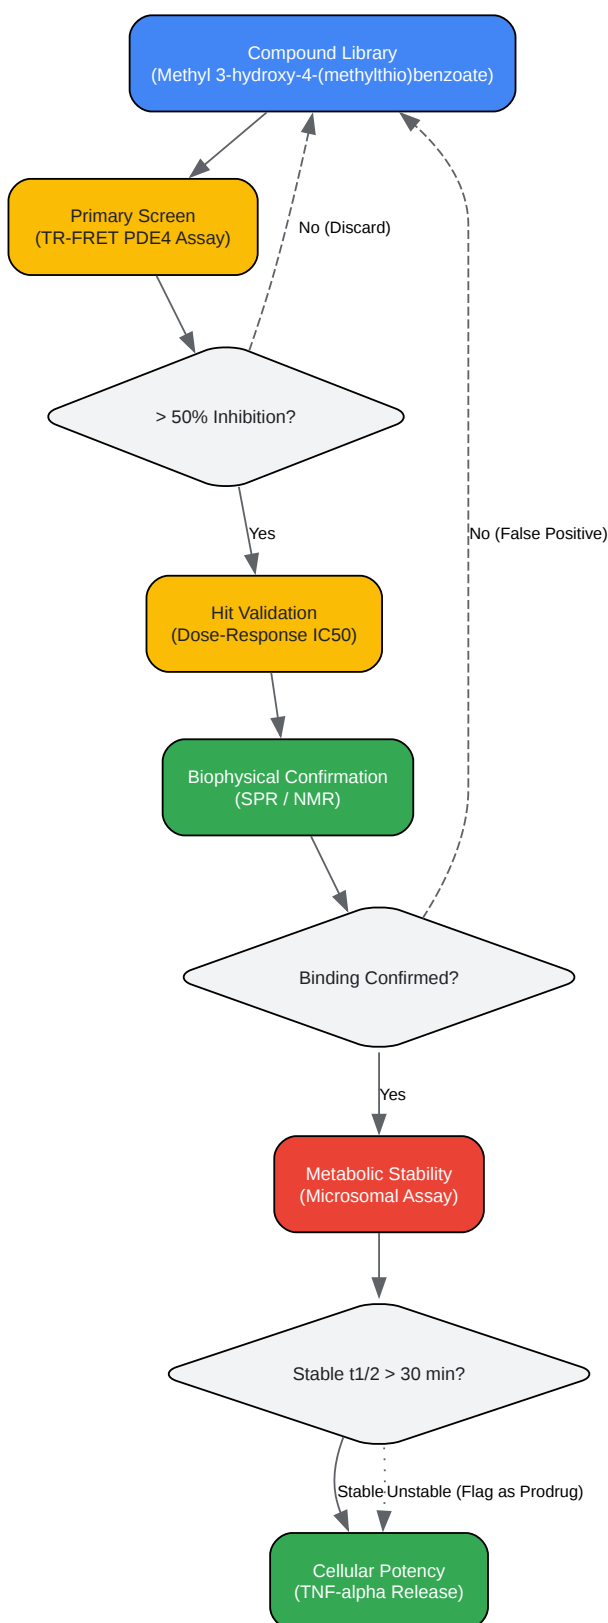 Compound Library
(Methyl 3-hydroxy-4-(methylthio)benzoate)
Primary Screen
(TR-FRET PDE4 Assay)
No (Discard)
> 50% Inhibition?
Yes
No (False Positive)
Hit Validation
(Dose-Response IC50)
Biophysical Confirmation
(SPR / NMR)
Binding Confirmed?
Yes
Metabolic Stability
(Microsomal Assay)
Stable t1/2 > 30 min?
Stable
Unstable (Flag as Prodrug)
Cellular Potency
(TNF-alpha Release)